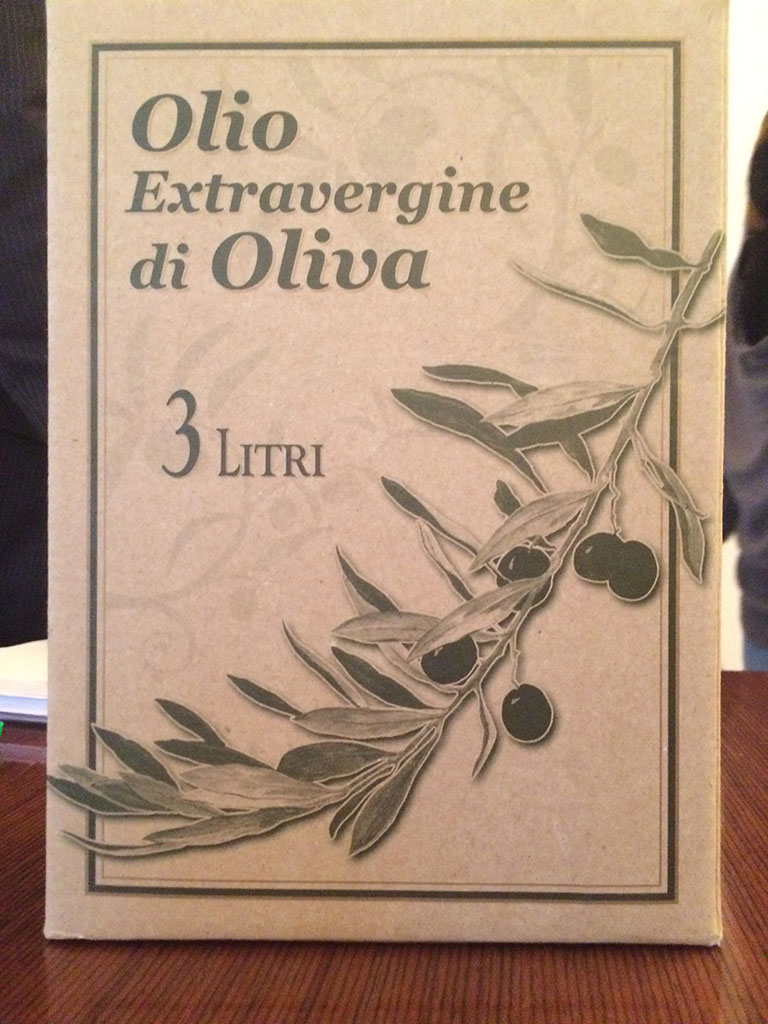 Olio
Extravergine
di Oliva
3 LITRI